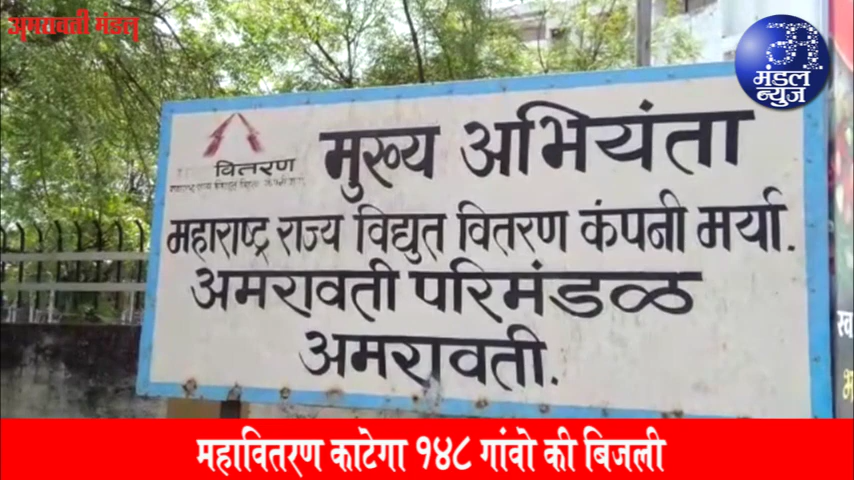 अमरावती मंडल
मंडल
न्युज
वितरण
मुख्य अभियंता
महाराष्ट्र राज्य विद्युत वितरण कंपनी मर्या.
अमरावती परिमंडळ
अमरावती.
महावितरण काटेगा १४८ गांवो की बिजली